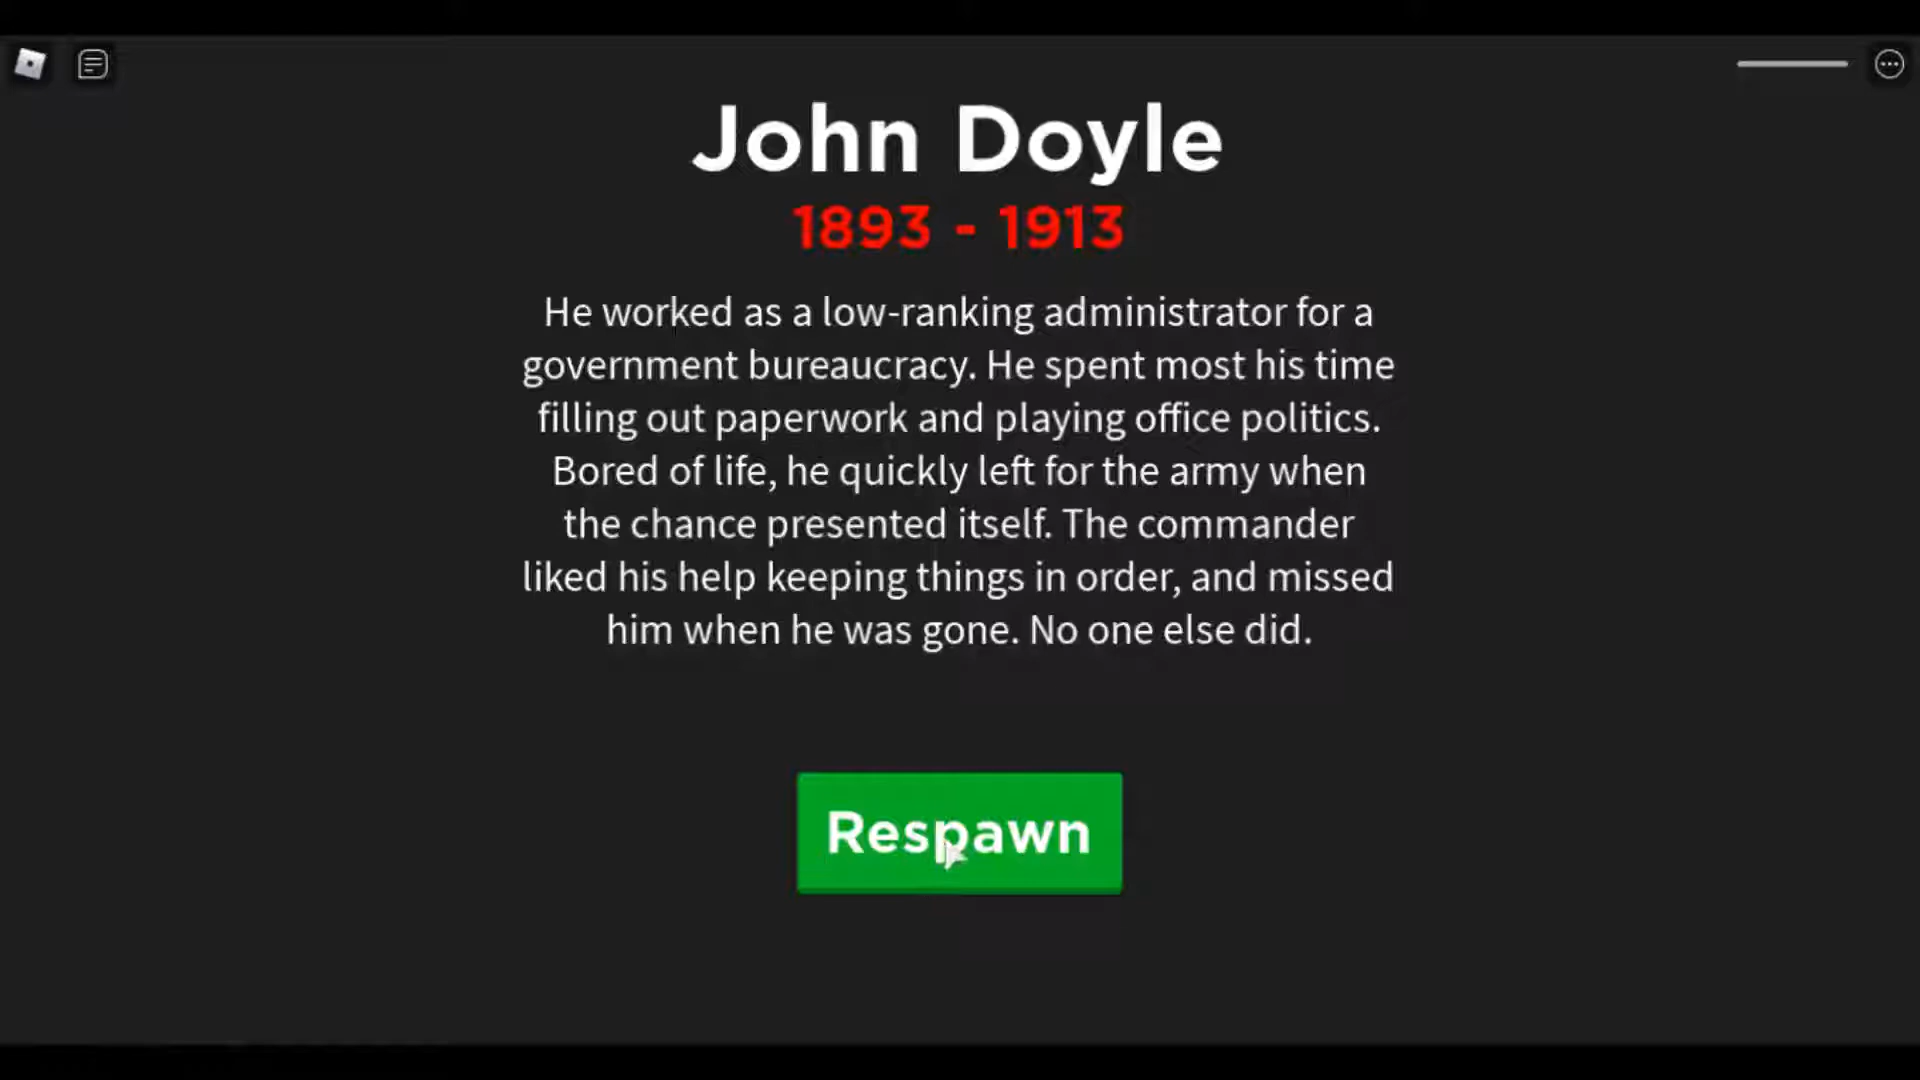 John Doyle
1893 - 1913
He worked as a low-ranking administrator for a
government bureaucracy. He spent most his time
filling out paperwork and playing office politics.
Bored of life, he quickly left for the army when
the chance presented itself. The commander
liked his help keeping things in order, and missed
him when he was gone. No one else did.
Respawn